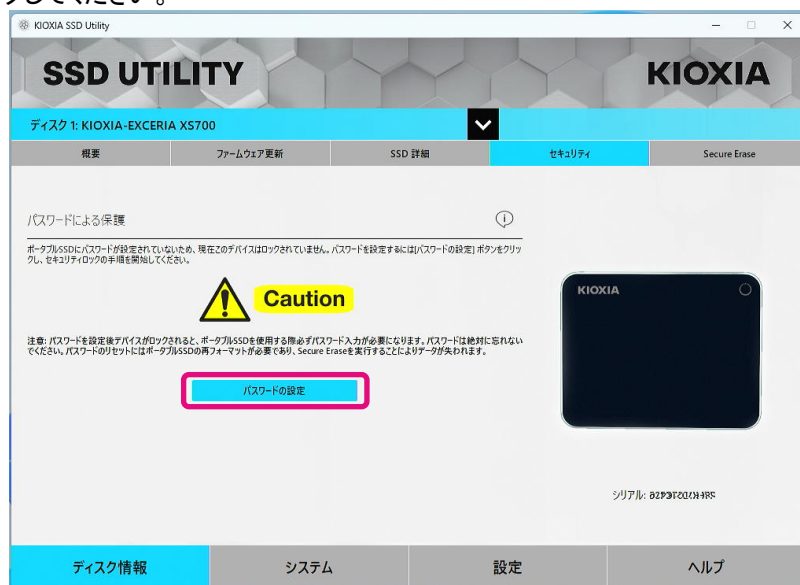 クしてください。
KIOXIA SSD Utility
SSD UTILITY
KIOXIA
ディスク 1: KIOXIA-EXCERIA XS700
概要
ファームウェア更新
SSD 詳細
セキュリティ
Secure Erase
パスワードによる保護
ポータブルSSDにパスワードが設定されていないため、現在このデバイスはロックされていません。パスワードを設定するには[パスワードの設定] ボタンをクリッ
クし、セキュリティロックの手順を開始してください。
Caution
注意: パスワードを設定後デバイスがロックされると、ポータブルSSDを使用する際必ずパスワード入力が必要になります。パスワードは絶対に忘れない
でください。パスワードのリセットにはポータブルSSDの再フォーマットが必要であり、Secure Eraseを実行することによりデータが失われます。
パスワードの設定
KIOXIA
シリアル:
ディスク情報
システム
設定
ヘルプ